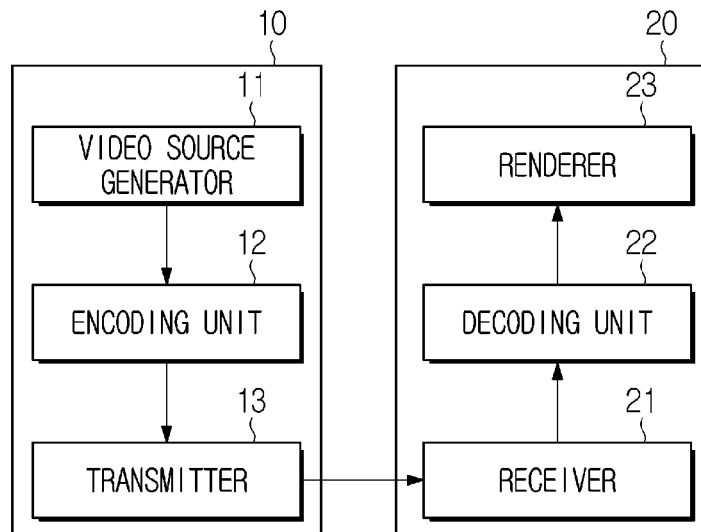 10
11
VIDEO SOURCE
GENERATOR
12
ENCODING UNIT
13
TRANSMITTER
20
23
RENDERER
22
DECODING UNIT
21
RECEIVER